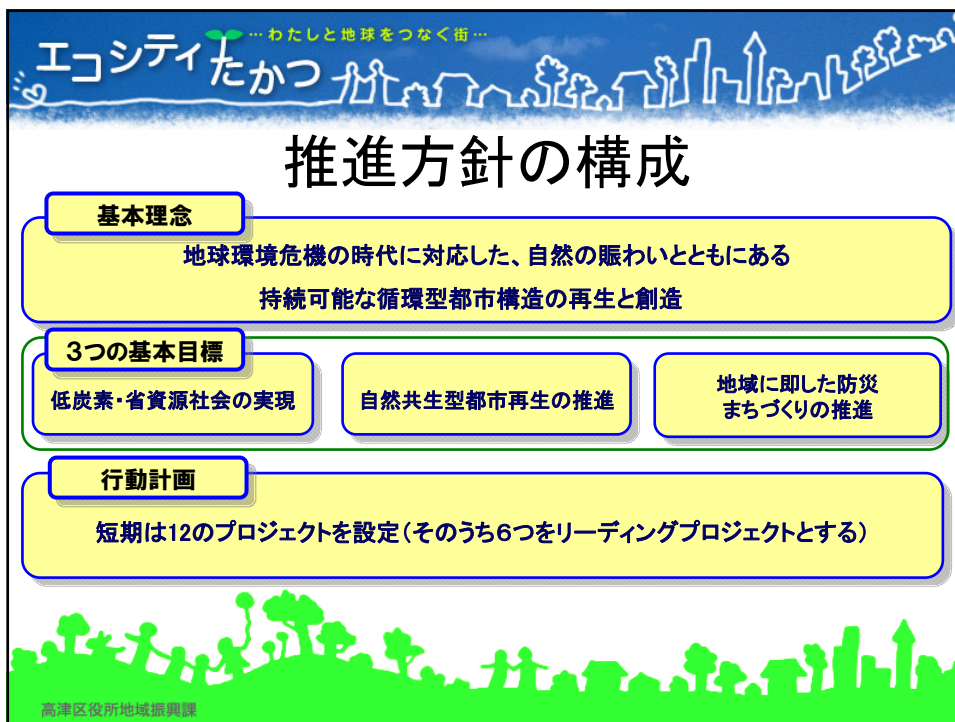 …わたしと地球をつなぐ街…
エコシティたかつ
推進方針の構成
基本理念
地球環境危機の時代に対応した、自然の賑わいとともにある
持続可能な循環型都市構造の再生と創造
３つの基本目標
低炭素・省資源社会の実現
自然共生型都市再生の推進
地域に即した防災
まちづくりの推進
行動計画
短期は12のプロジェクトを設定（そのうち６つをリーディングプロジェクトとする）
高津区役所地域振興課